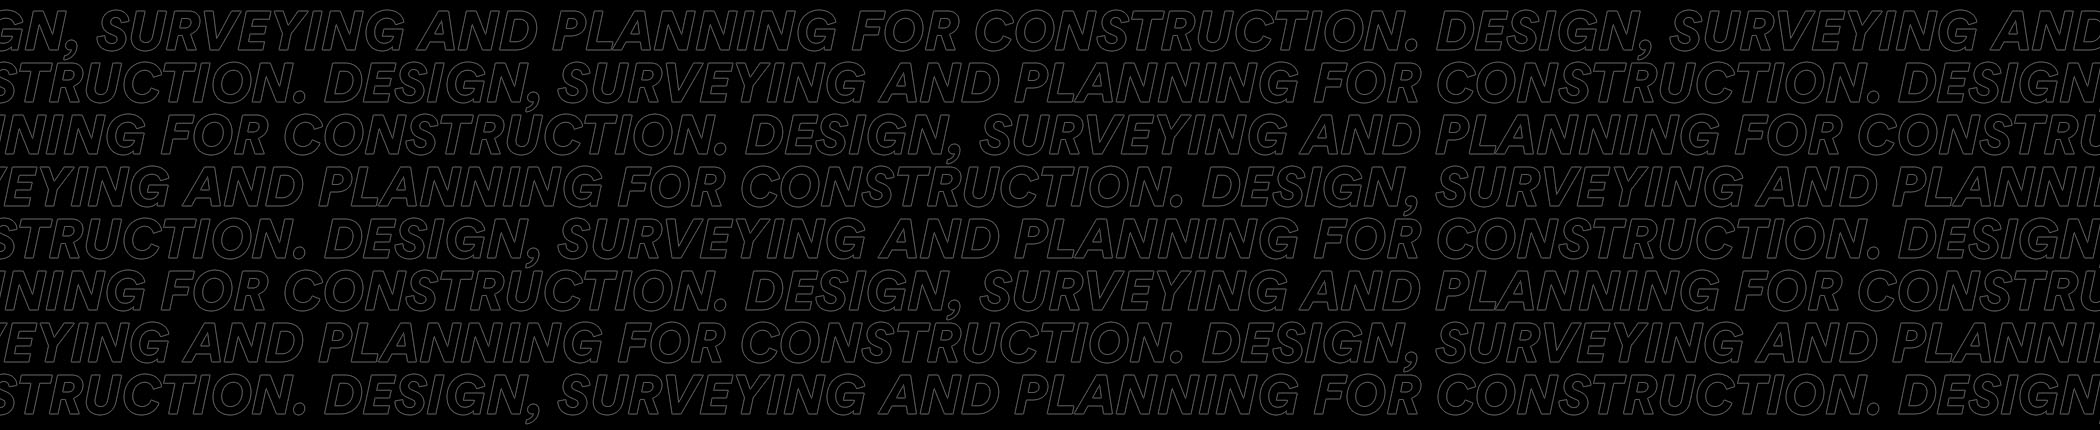 GN, SURVEYING AND PLANNING FOR CONSTRUCTION. DESIGN, SURVEYING AND
STRUCTION. DESIGN, SURVEYING AND PLANNING FOR CONSTRUCTION. DESIGN
NING FOR CONSTRUCTION. DESIGN, SURVEYING AND PLANNING FOR CONSTRU
VEYING AND PLANNING FOR CONSTRUCTION. DESIGN, SURVEYING AND PLANNI
STRUCTION. DESIGN, SURVEYING AND PLANNING FOR CONSTRUCTION. DESIGN
NING FOR CONSTRUCTION. DESIGN, SURVEYING AND PLANNING FOR CONSTRU
VEYING AND PLANNING FOR CONSTRUCTION. DESIGN, SURVEYING AND PLANNI
STRUCTION. DESIGN, SURVEYING AND PLANNING FOR CONSTRUCTION. DESIGN